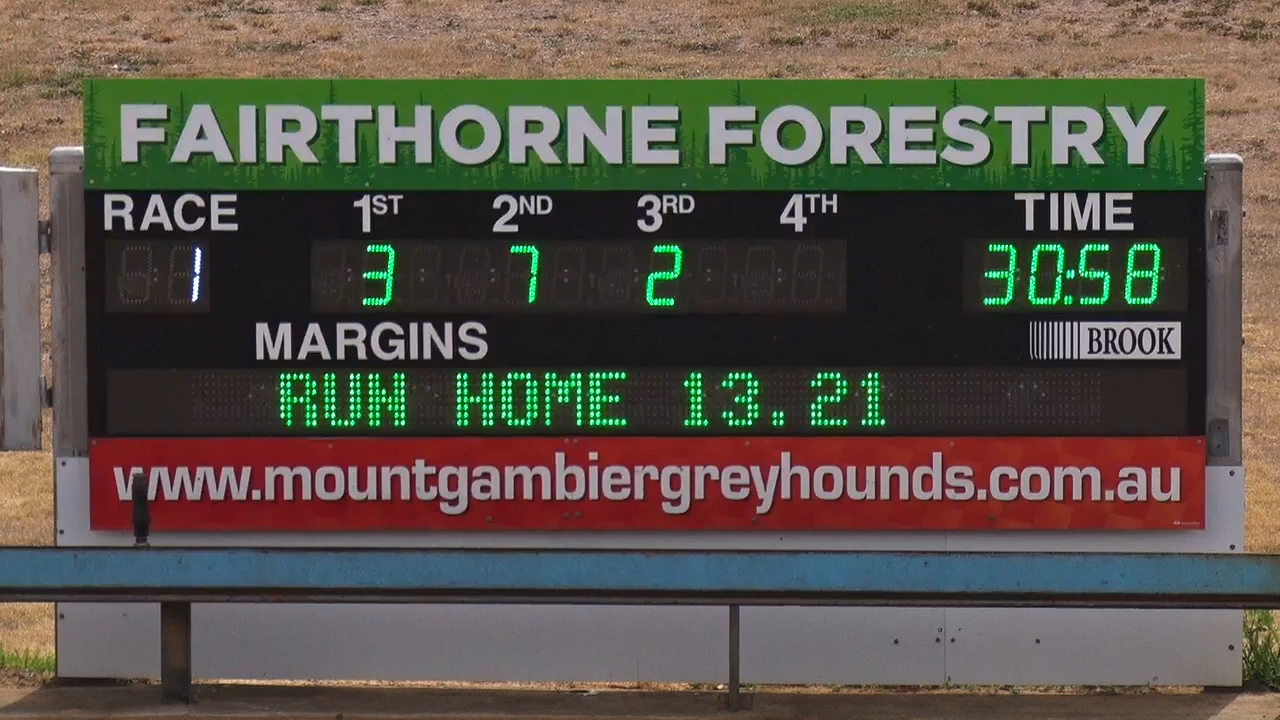 FAIRTHORNE FORESTRY
RACE 1ST 2ND 3RD 4TH TIME
1 3 7 2 30:58
MARGINS BROOK
RUN HOME 13.21
www.mountgambiergreyhounds.com.au